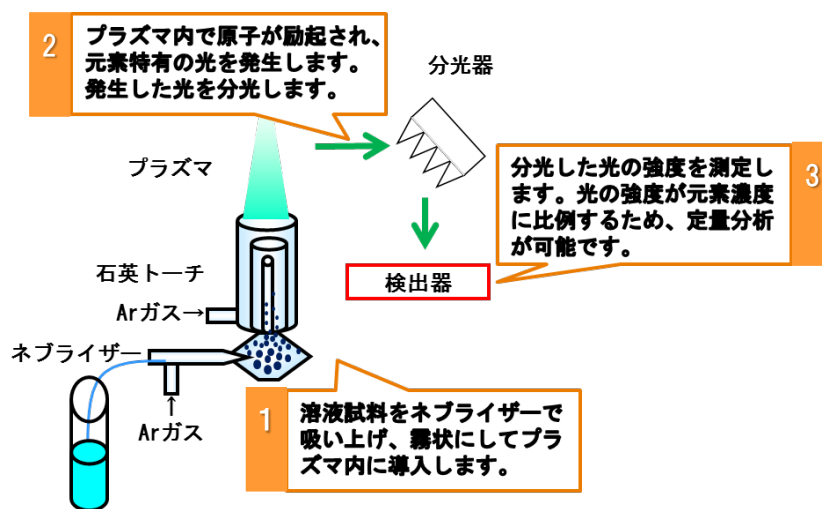 2
プラズマ内で原子が励起され、
元素特有の光を発生します。
発生した光を分光します。
分光器
プラズマ
分光した光の強度を測定し
ます。光の強度が元素濃度
に比例するため、定量分析
が可能です。
3
石英トーチ
Arガス→
検出器
ネブライザー
↑
Arガス
1
溶液試料をネブライザーで
吸い上げ、霧状にしてプラ
ズマ内に導入します。